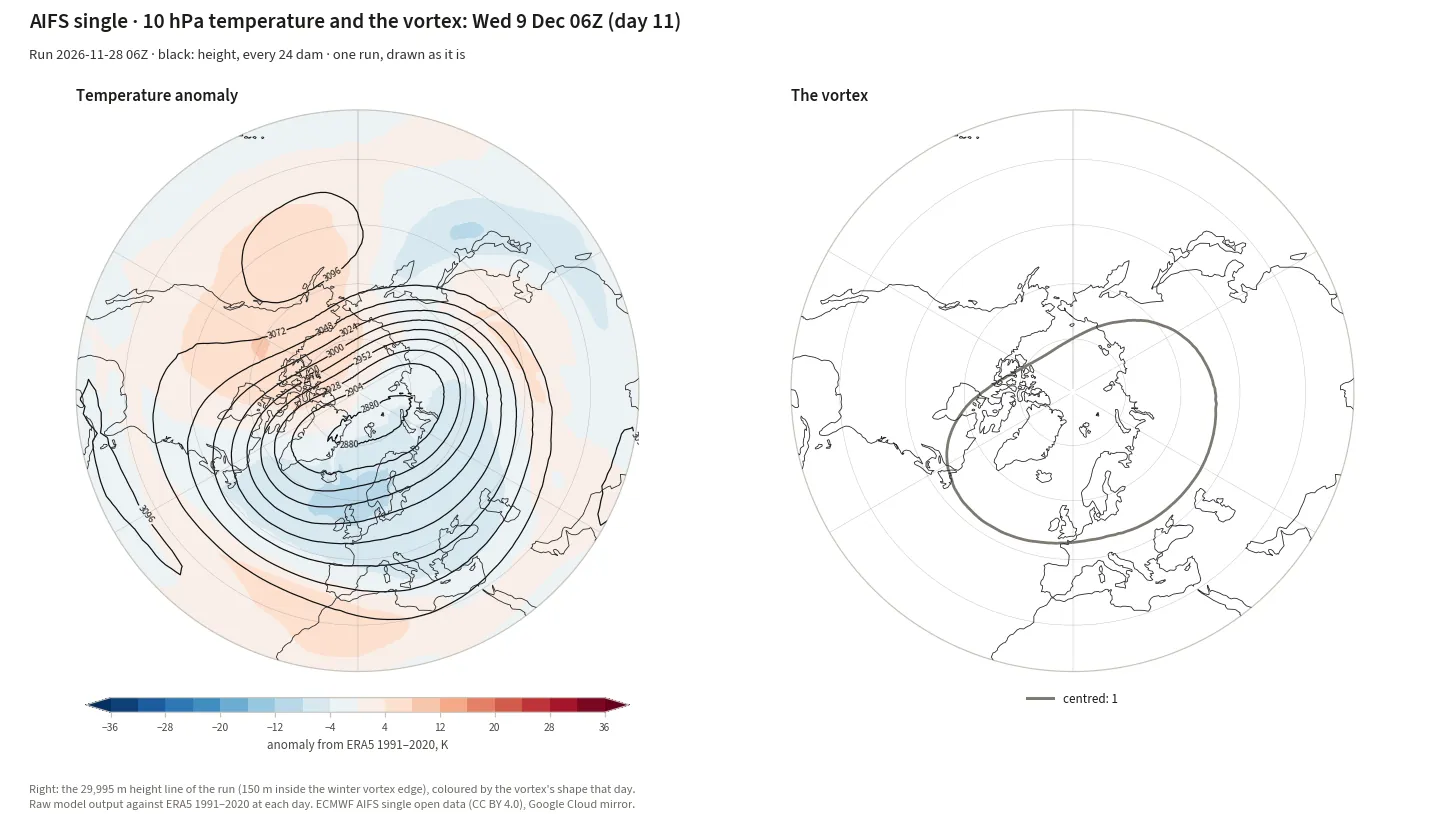 AIFS single · 10 hPa temperature and the vortex: Wed 9 Dec 06Z (day 11)
Run 2026-11-28 06Z · black: height, every 24 dam · one run, drawn as it is
Temperature anomaly
The vortex
3096
3072
3048
3024
3000
2952
2928
2904
2880
2880
3096
−36
−28
−20
−12
−4
4
12
20
28
36
anomaly from ERA5 1991–2020, K
centred: 1
Right: the 29,995 m height line of the run (150 m inside the winter vortex edge), coloured by the vortex's shape that day.
Raw model output against ERA5 1991–2020 at each day. ECMWF AIFS single open data (CC BY 4.0), Google Cloud mirror.